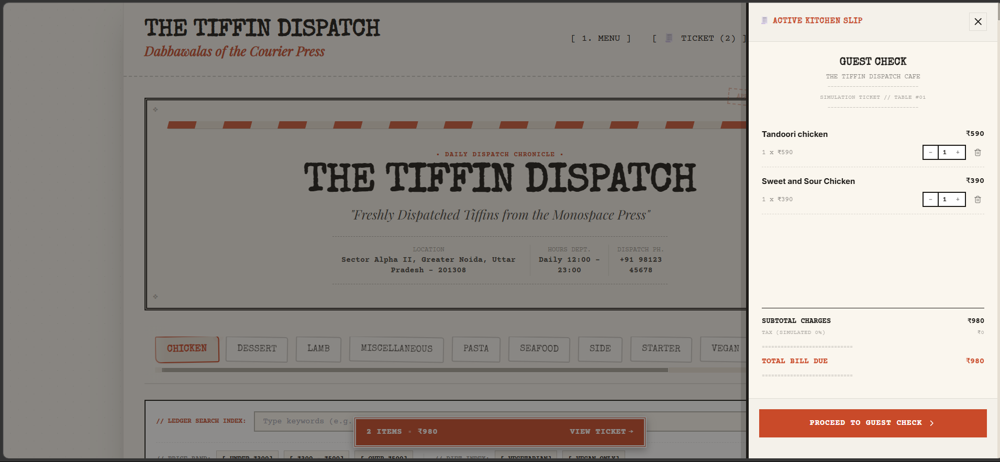 THE TIFFIN DISPATCH
Dabbawalas of the Courier Press
[ 1. MENU ] [ TICKET (2) ]
• DAILY DISPATCH CHRONICLE •
THE TIFFIN DISPATCH
"Freshly Dispatched Tiffins from the Monospace Press"
LOCATION
Sector Alpha II, Greater Noida, Uttar
Pradesh - 201308
HOURS DEPT.
Daily 12:00 -
23:00
DISPATCH PH.
+91 98123
45678
CHICKEN DESSERT LAMB MISCELLANEOUS PASTA SEAFOOD SIDE STARTER VEGAN
// LEDGER SEARCH INDEX: Type keywords (e.g.
2 ITEMS • ₹980 VIEW TICKET →
// PRICE BAND: [ UNDER ₹300] [ ₹300 - ₹500] [ OVER ₹500] // DIET INDEX: [ VEGETARIAN] [ VEGAN ONLY]
ACTIVE KITCHEN SLIP
GUEST CHECK
THE TIFFIN DISPATCH CAFE
-----------------------------
SIMULATION TICKET // TABLE #01
-----------------------------
Tandoori chicken ₹590
1 x ₹590 - 1 +
Sweet and Sour Chicken ₹390
1 x ₹390 - 1 +
SUBTOTAL CHARGES ₹980
TAX (SIMULATED 0%) ₹0
=============================
TOTAL BILL DUE ₹980
=============================
PROCEED TO GUEST CHECK >